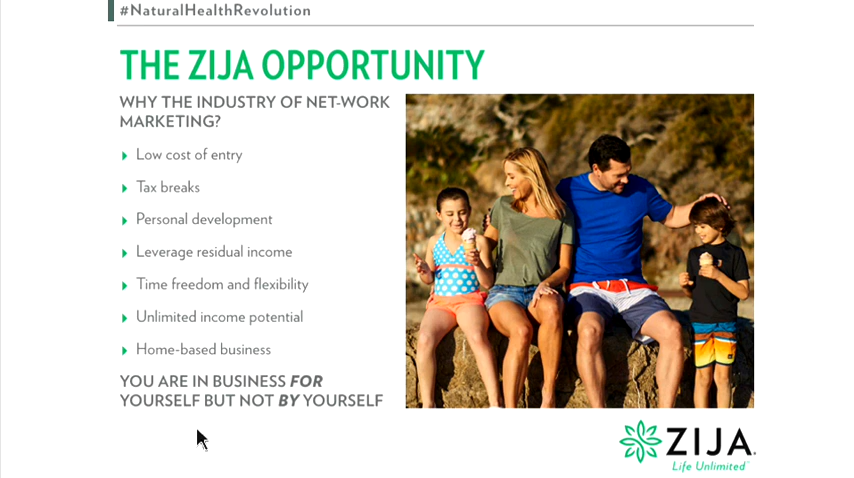 #NaturalHealthRevolution
THE ZIJA OPPORTUNITY
WHY THE INDUSTRY OF NET-WORK
MARKETING?
Low cost of entry
Tax breaks
Personal development
Leverage residual income
Time freedom and flexibility
Unlimited income potential
Home-based business
YOU ARE IN BUSINESS FOR
YOURSELF BUT NOT BY YOURSELF
ZIJA.
Life Unlimited™